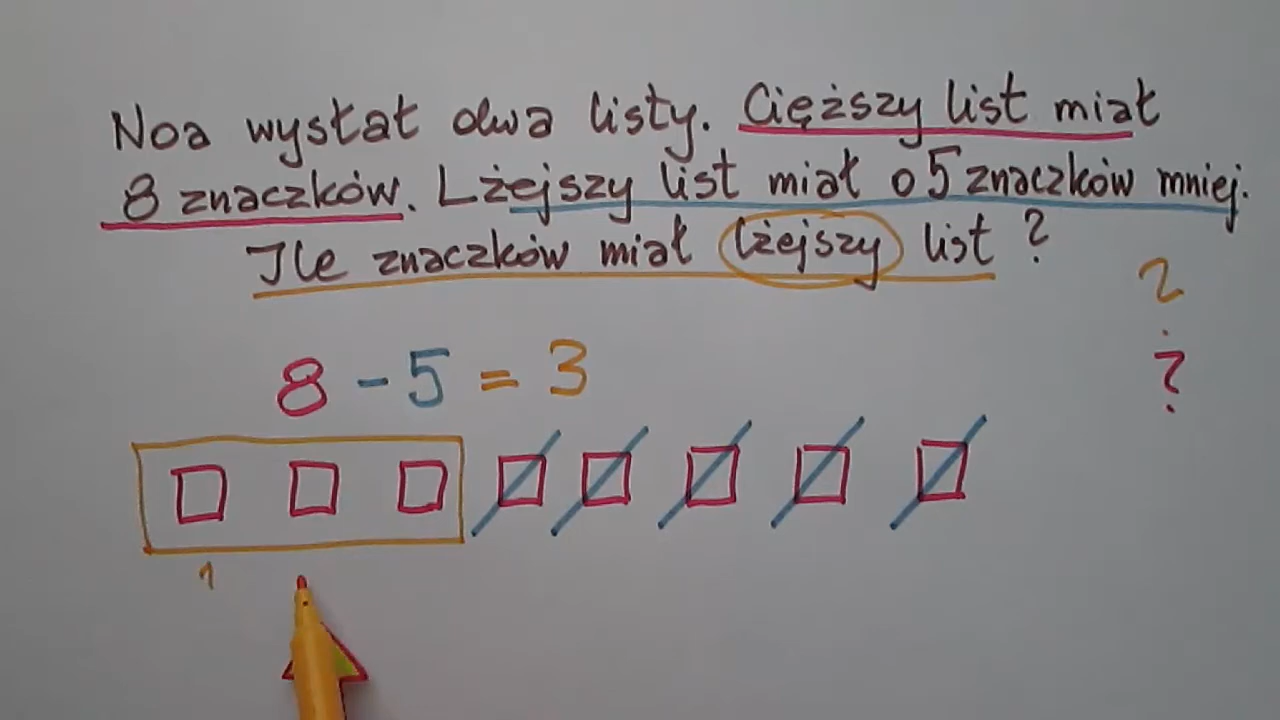 Noa wysłał dwa listy. Cięższy list miał
8 znaczków. Lżejszy list miał o 5 znaczków mniej.
Ile znaczków miał lżejszy list ?
?
?
8 - 5 = 3
1